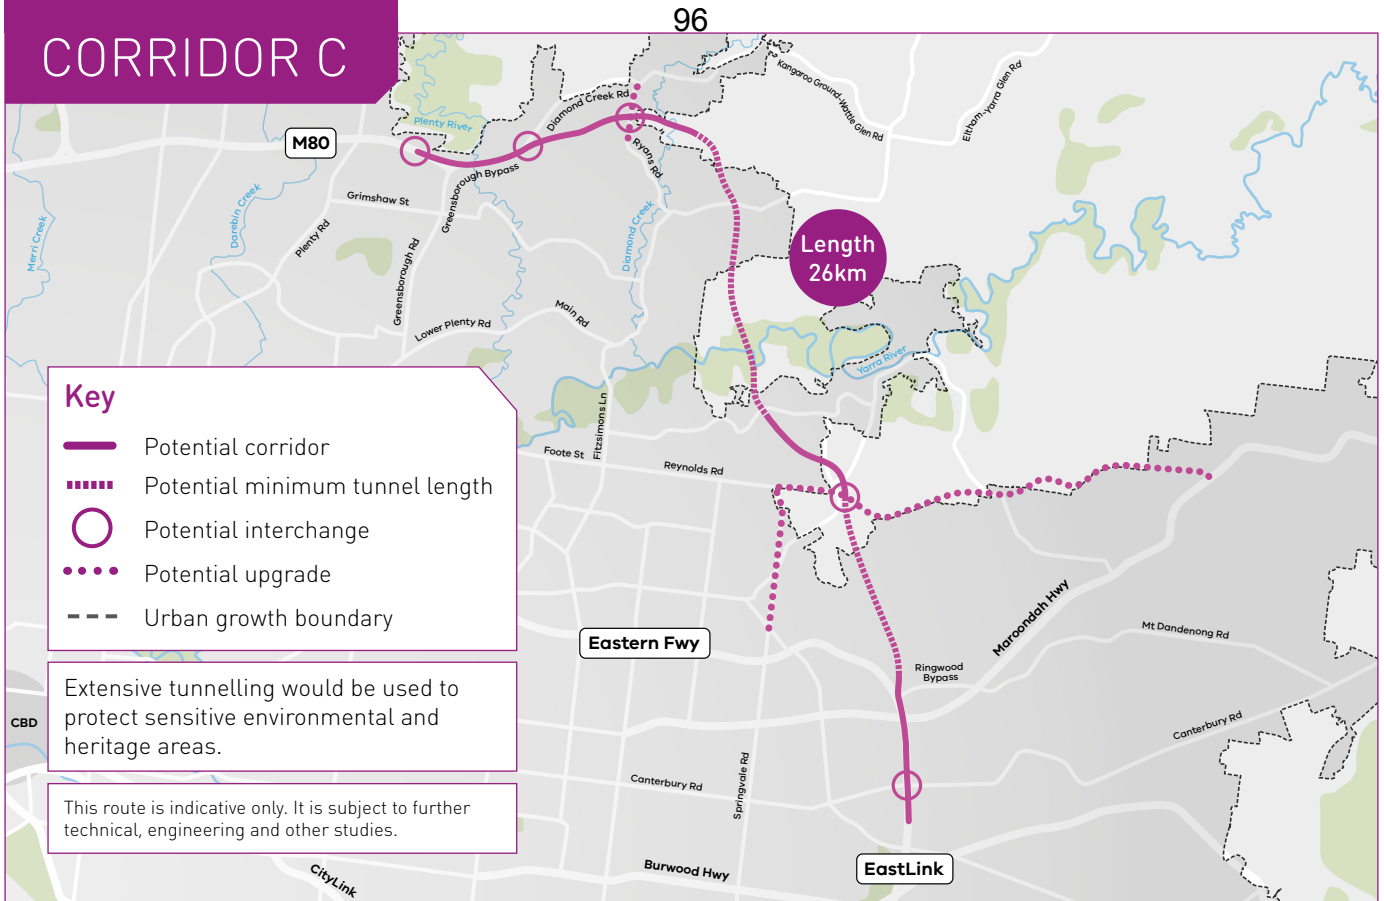 96
CORRIDOR C
Kangaroo Ground-Wattle Glen Rd
Eltham-Yarra Glen Rd
Diamond Creek Rd
Plenty River
M80
Ryans Rd
Greensborough Bypass
Grimshaw St
Darebin Creek
Merri Creek
Plenty Rd
Diamond Creek
Greensborough Rd
Length
26km
Main Rd
Lower Plenty Rd
Yarra River
Key
Potential corridor
Potential minimum tunnel length
Potential interchange
Potential upgrade
Urban growth boundary
Fitzsimons Ln
Foote St
Reynolds Rd
Eastern Fwy
Maroondah Hwy
Mt Dandenong Rd
Ringwood
Bypass
Extensive tunnelling would be used to
protect sensitive environmental and
heritage areas.
CBD
Canterbury Rd
Canterbury Rd
Springvale Rd
This route is indicative only. It is subject to further
technical, engineering and other studies.
EastLink
Burwood Hwy
CityLink